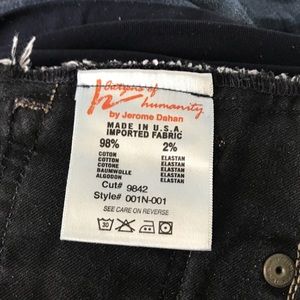 Citizens of
humanity
by Jerome Dahan
MADE IN U.S.A.
IMPORTED FABRIC
98% 2%
COTON ELASTAN
COTTON ELASTAN
COTONE ELASTAN
BAUMWOLLE ELASTAN
ALGODON ELASTAN
Cut# 9842
Style# 001N-001
SEE CARE ON REVERSE
30